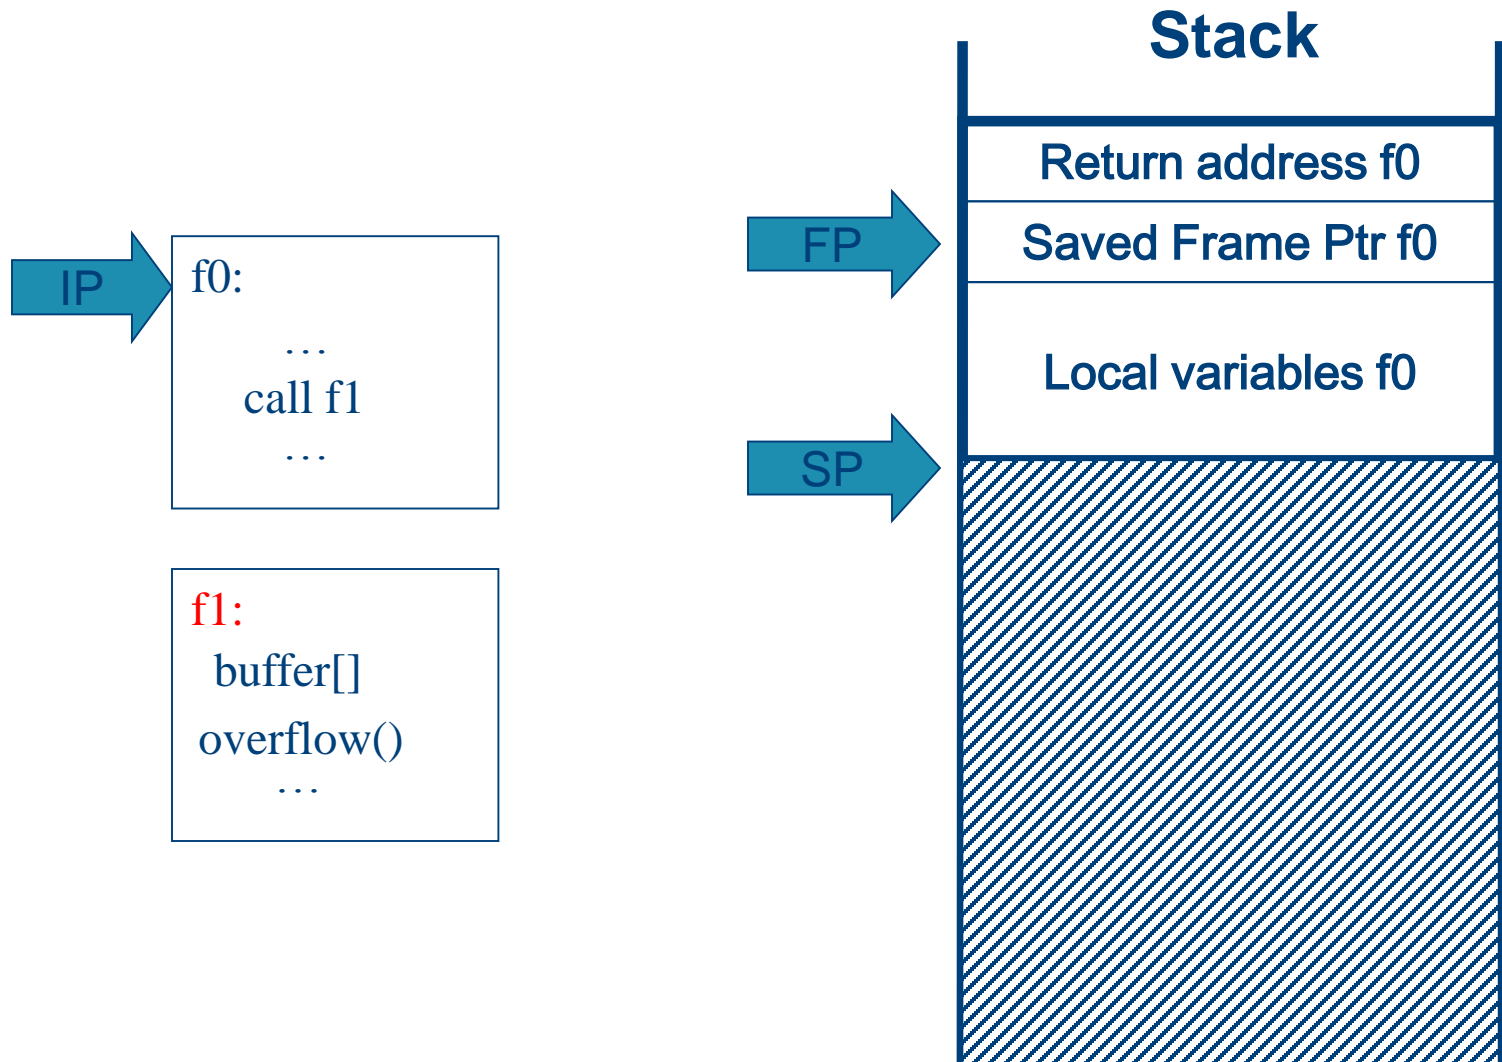 Stack
Return address f0
FP
Saved Frame Ptr f0
IP
f0:
…
Local variables f0
call f1
…
SP
f1:
buffer[]
overflow()
…